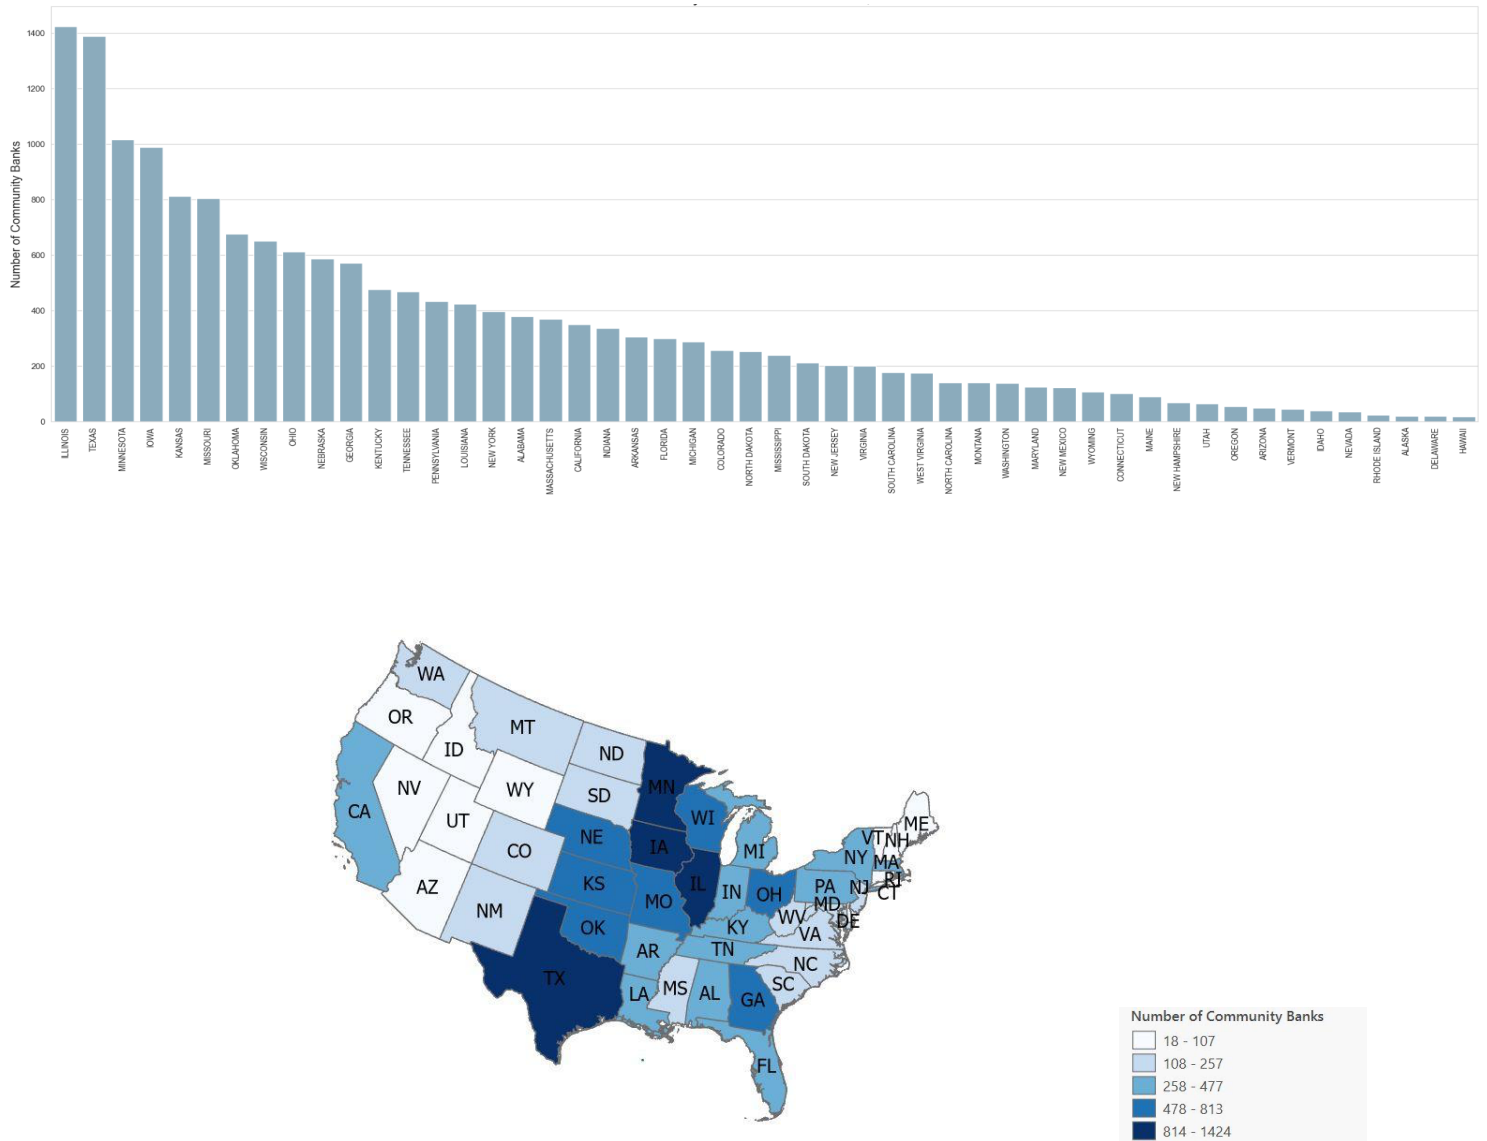 1400
1200
1000
800
600
400
200
0
Number of Community Banks
ILLINOIS
TEXAS
MINNESOTA
IOWA
KANSAS
MISSOURI
OKLAHOMA
WISCONSIN
OHIO
NEBRASKA
GEORGIA
KENTUCKY
TENNESSEE
PENNSYLVANIA
LOUISIANA
NEW YORK
ALABAMA
MASSACHUSETTS
CALIFORNIA
INDIANA
ARKANSAS
FLORIDA
MICHIGAN
COLORADO
NORTH DAKOTA
MISSISSIPPI
SOUTH DAKOTA
NEW JERSEY
VIRGINIA
SOUTH CAROLINA
WEST VIRGINIA
NORTH CAROLINA
MONTANA
WASHINGTON
MARYLAND
NEW MEXICO
WYOMING
CONNECTICUT
MAINE
NEW HAMPSHIRE
UTAH
OREGON
ARIZONA
VERMONT
IDAHO
NEVADA
RHODE ISLAND
ALASKA
DELAWARE
HAWAII
WA
OR
MT
ID
ND
MN
NV
WY
SD
WI
CA
UT
NE
IA
MI
VT
NH
ME
CO
NY
MA
AZ
KS
IL
IN
OH
PA
NJ
RI
CT
NM
MO
MD
OK
KY
WV
DE
VA
TX
AR
TN
NC
LA
MS
AL
GA
SC
FL
Number of Community Banks
18 - 107
108 - 257
258 - 477
478 - 813
814 - 1424